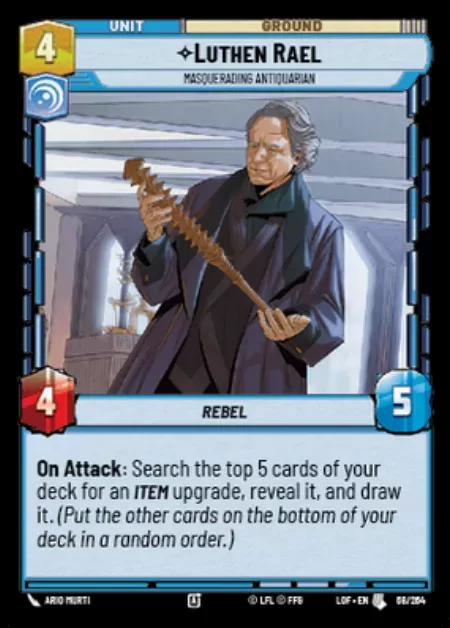 UNIT
GROUND
4
✧LUTHEN RAEL
MASQUERADING ANTIQUARIAN
4
REBEL
5
On Attack: Search the top 5 cards of your
deck for an ITEM upgrade, reveal it, and draw
it. (Put the other cards on the bottom of your
deck in a random order.)
ARIO MURTI
A
© LFL © FFG
LOF • EN
68/264